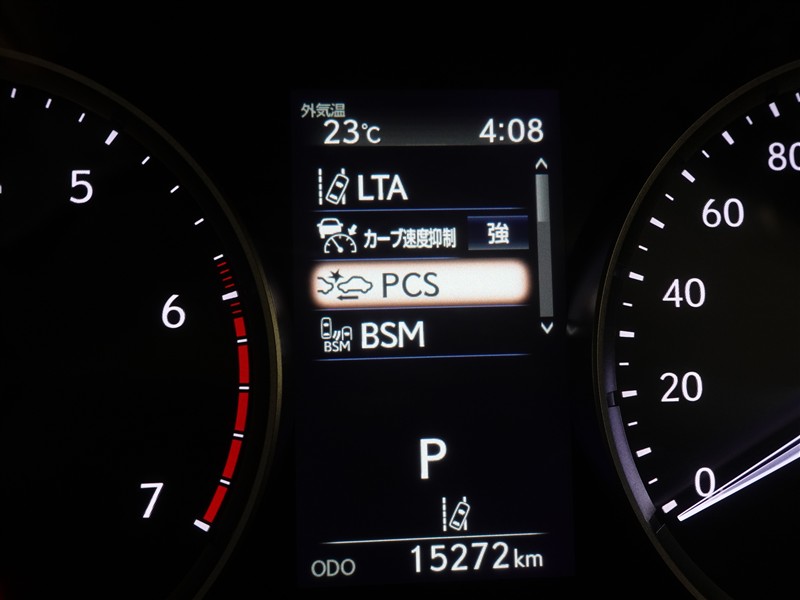 外気温
23℃ 4:08
LTA
カーブ速度抑制 強
PCS
BSM BSM
P
ODO 15272km
5
6
7
80
60
40
20
0